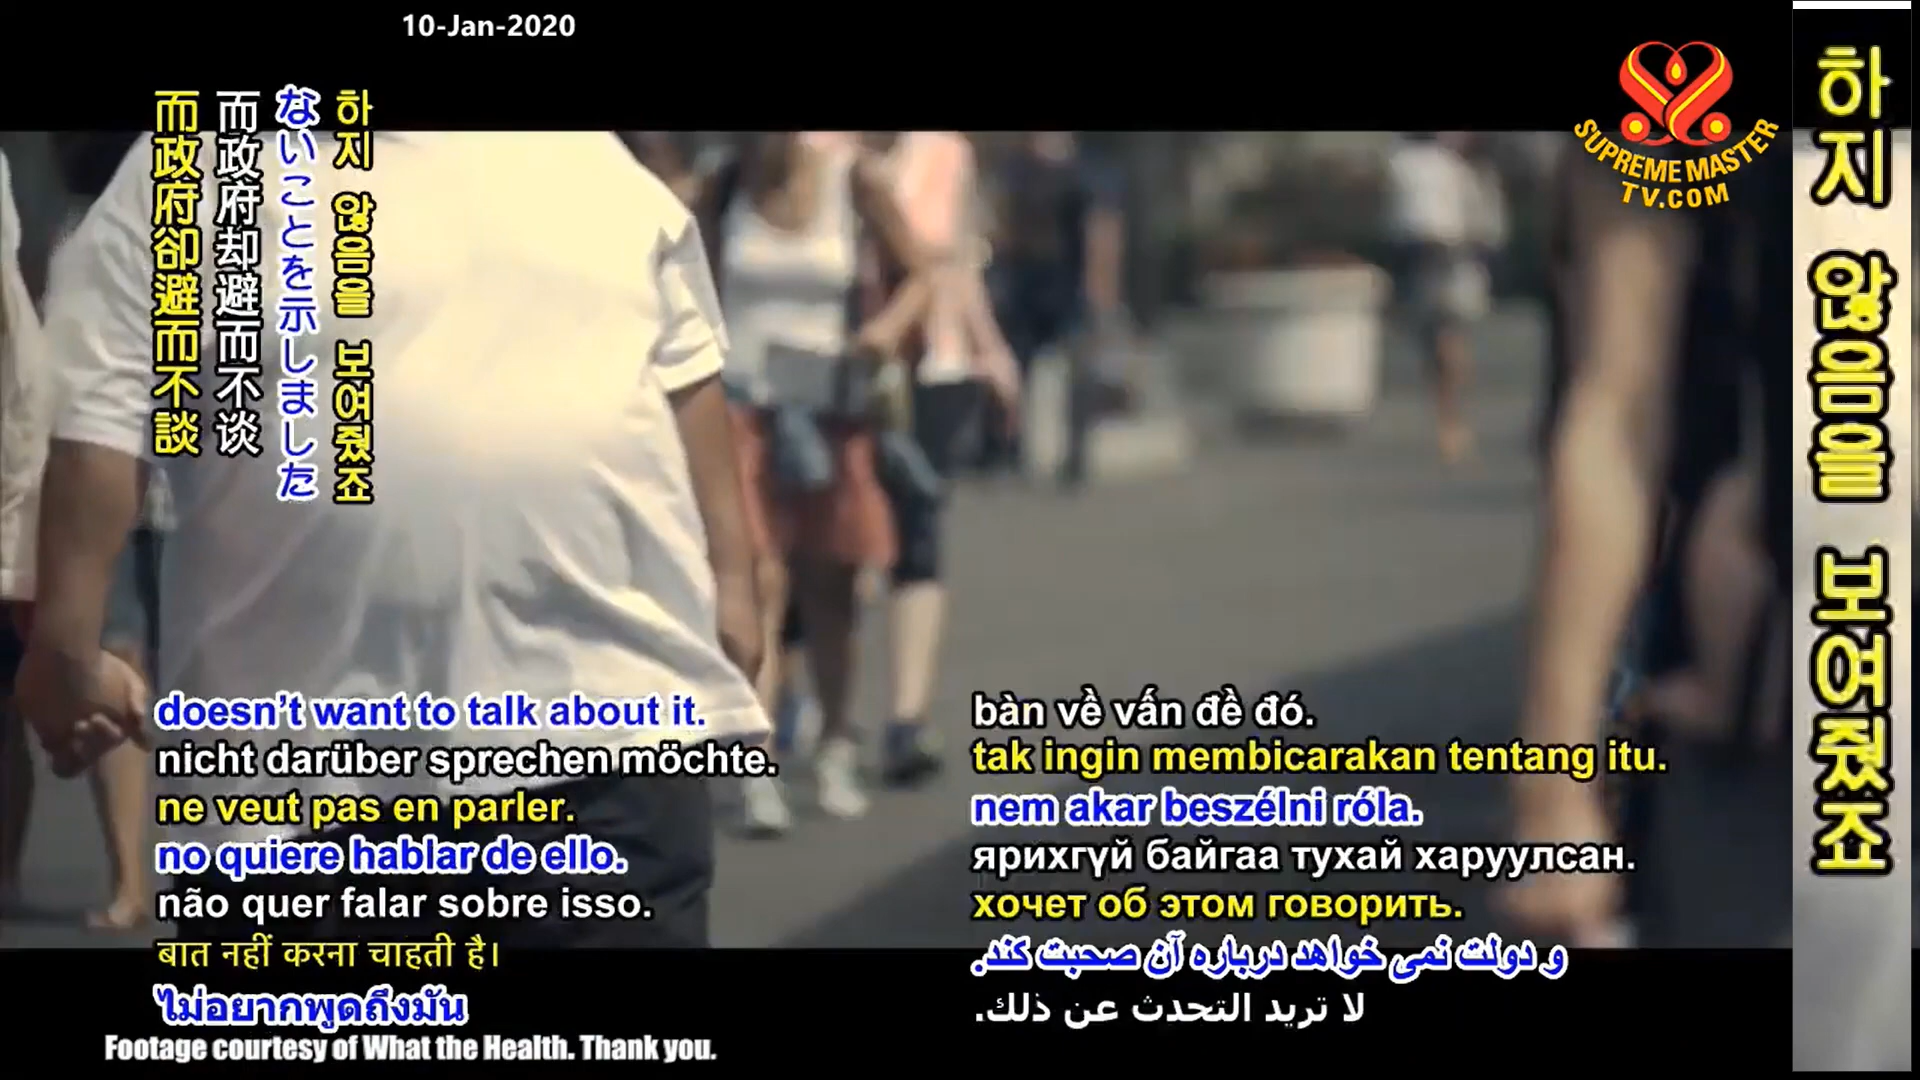 10-Jan-2020
하지 않음을 보여줬죠
ないことを示しました
而政府却避而不谈
而政府卻避而不談
SUPREME MASTER
TV.COM
하지 않음을 보여줬죠
doesn’t want to talk about it.
nicht darüber sprechen möchte.
ne veut pas en parler.
no quiere hablar de ello.
não quer falar sobre isso.
बात नहीं करना चाहती है।
ไม่อยากพูดถึงมัน
bàn về vấn đề đó.
tak ingin membicarakan tentang itu.
nem akar beszélni róla.
ярихгүй байгаа тухай харуулсан.
хочет об этом говорить.
و دولت نمی خواهد درباره آن صحبت کند.
لا تريد التحدث عن ذلك.
Footage courtesy of What the Health. Thank you.